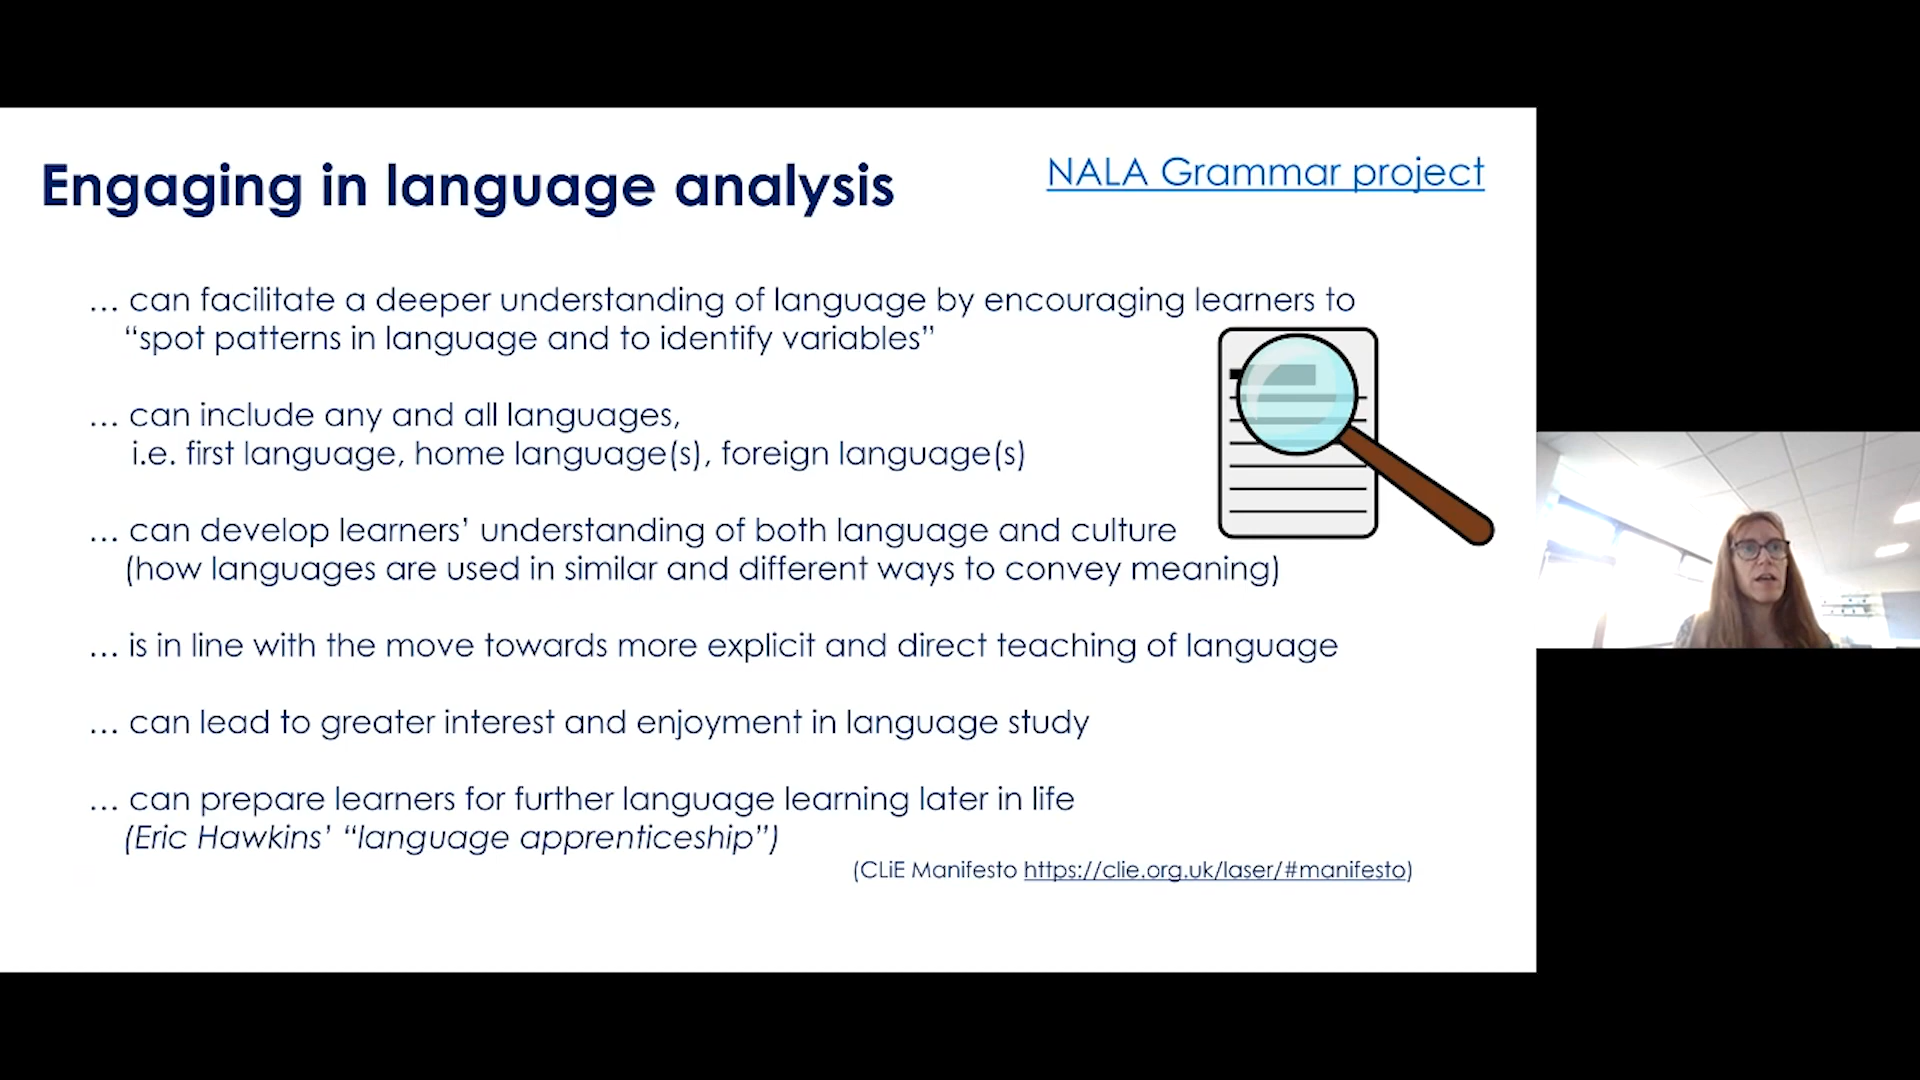 Engaging in language analysis
NALA Grammar project
… can facilitate a deeper understanding of language by encouraging learners to
“spot patterns in language and to identify variables”
… can include any and all languages,
i.e. first language, home language(s), foreign language(s)
… can develop learners’ understanding of both language and culture
(how languages are used in similar and different ways to convey meaning)
… is in line with the move towards more explicit and direct teaching of language
… can lead to greater interest and enjoyment in language study
… can prepare learners for further language learning later in life
(Eric Hawkins’ “language apprenticeship”)
(CLiE Manifesto https://clie.org.uk/laser/#manifesto)